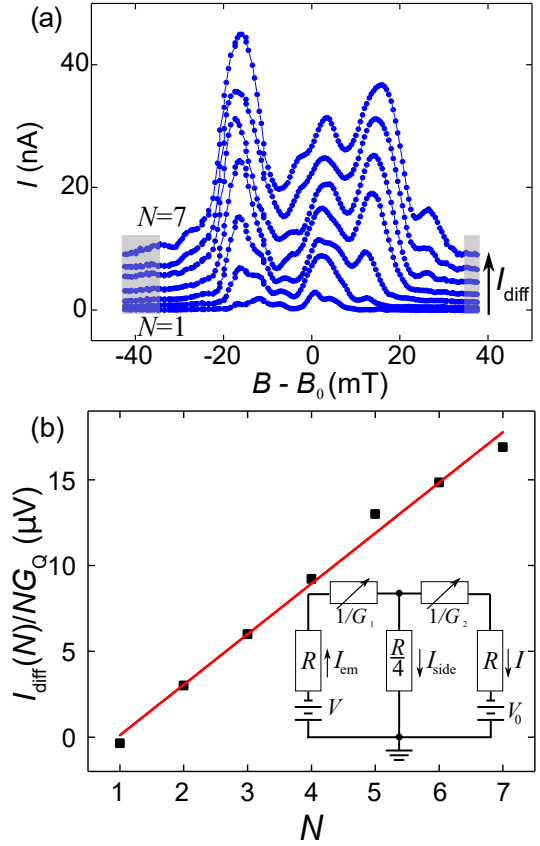 (a)
I (nA)
40
20
0
N=7
N=1
I_diff
-40 -20 0 20 40
B - B_0 (mT)
(b)
I_diff(N)/NG_Q (µV)
15
10
5
0
1/G_1
1/G_2
R
I_em
R/4
I_side
R
I
V
V_0
1 2 3 4 5 6 7
N